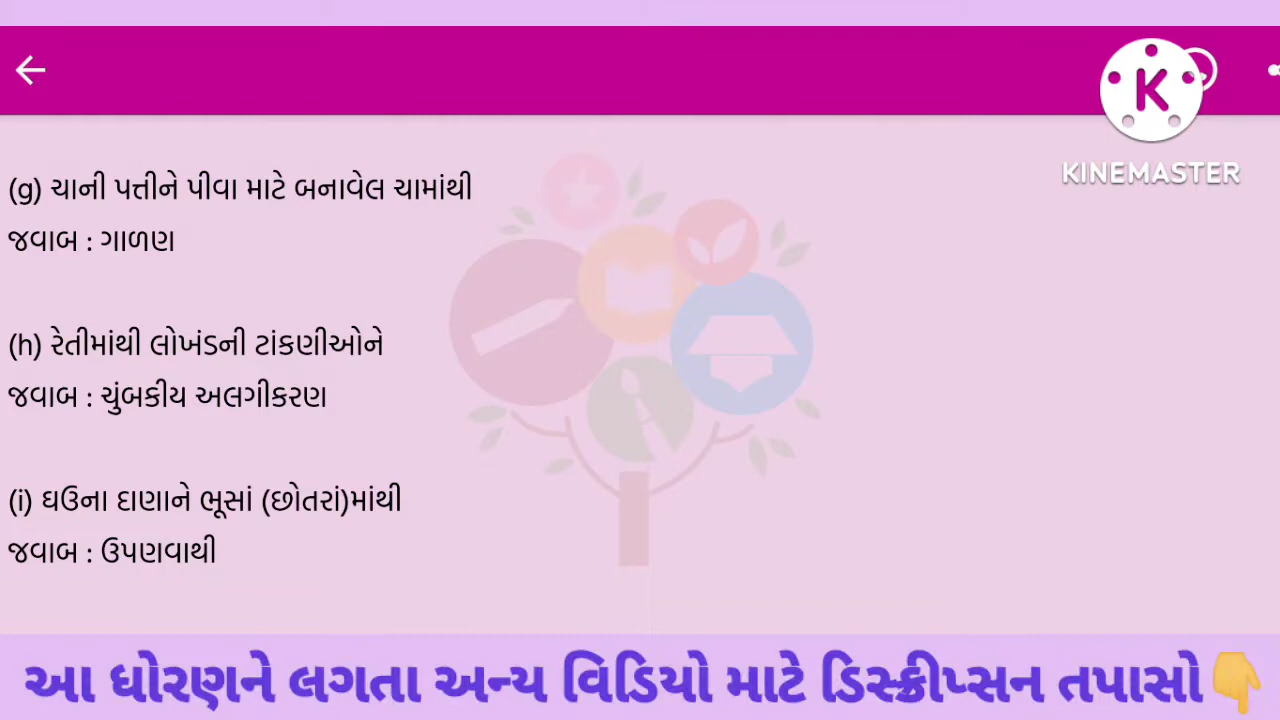 K
KINEMASTER
(g) ચાની પત્તીને પીવા માટે બનાવેલ ચામાંથી
જવાબ : ગાળણ
(h) રેતીમાંથી લોખંડની ટાંકણીઓને
જવાબ : ચુંબકીય અલગીકરણ
(i) ઘઉના દાણાને ભૂસાં (છોતરાં)માંથી
જવાબ : ઉપણવાથી
આ ધોરણને લગતા અન્ય વિડિયો માટે ડિસ્ક્રીપ્સન તપાસો👇